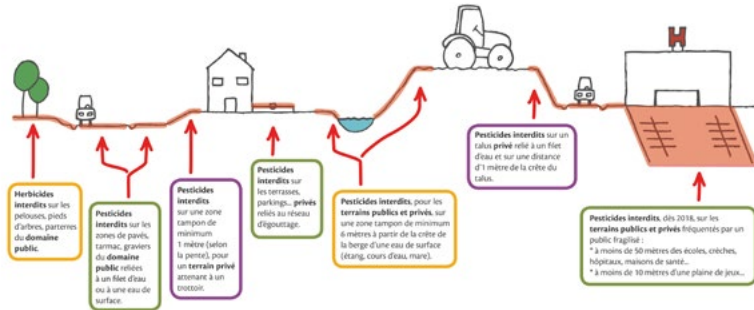 H
Herbicides
interdits sur les
pelouses, pieds
d'arbres, parterres
du domaine
public.
Pesticides
interdits sur les
zones de pavés,
tarmac, graviers
du domaine
public reliées
à un filet d'eau
ou à une eau de
surface.
Pesticides
interdits
sur une zone
tampon de
minimum
1 mètre (selon
la pente), pour
un terrain privé
attenant à un
trottoir.
Pesticides
interdits sur
les terrasses,
parkings... privés
reliés au réseau
d'égouttage.
Pesticides interdits, pour les
terrains publics et privés, sur
une zone tampon de minimum
6 mètres à partir de la crête de
la berge d'une eau de surface
(étang, cours d'eau, mare).
Pesticides interdits sur un
talus privé relié à un filet
d'eau et sur une distance
d'1 mètre de la crête du
talus.
Pesticides interdits, dès 2018, sur les
terrains publics et privés fréquentés par un
public fragilisé :
* à moins de 50 mètres des écoles, crèches,
hôpitaux, maisons de santé...
* à moins de 10 mètres d'une plaine de jeux...